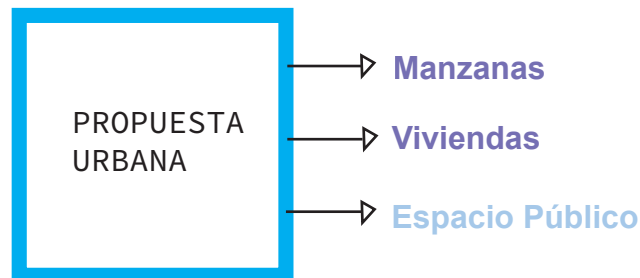 PROPUESTA
URBANA
Manzanas
Viviendas
Espacio Público